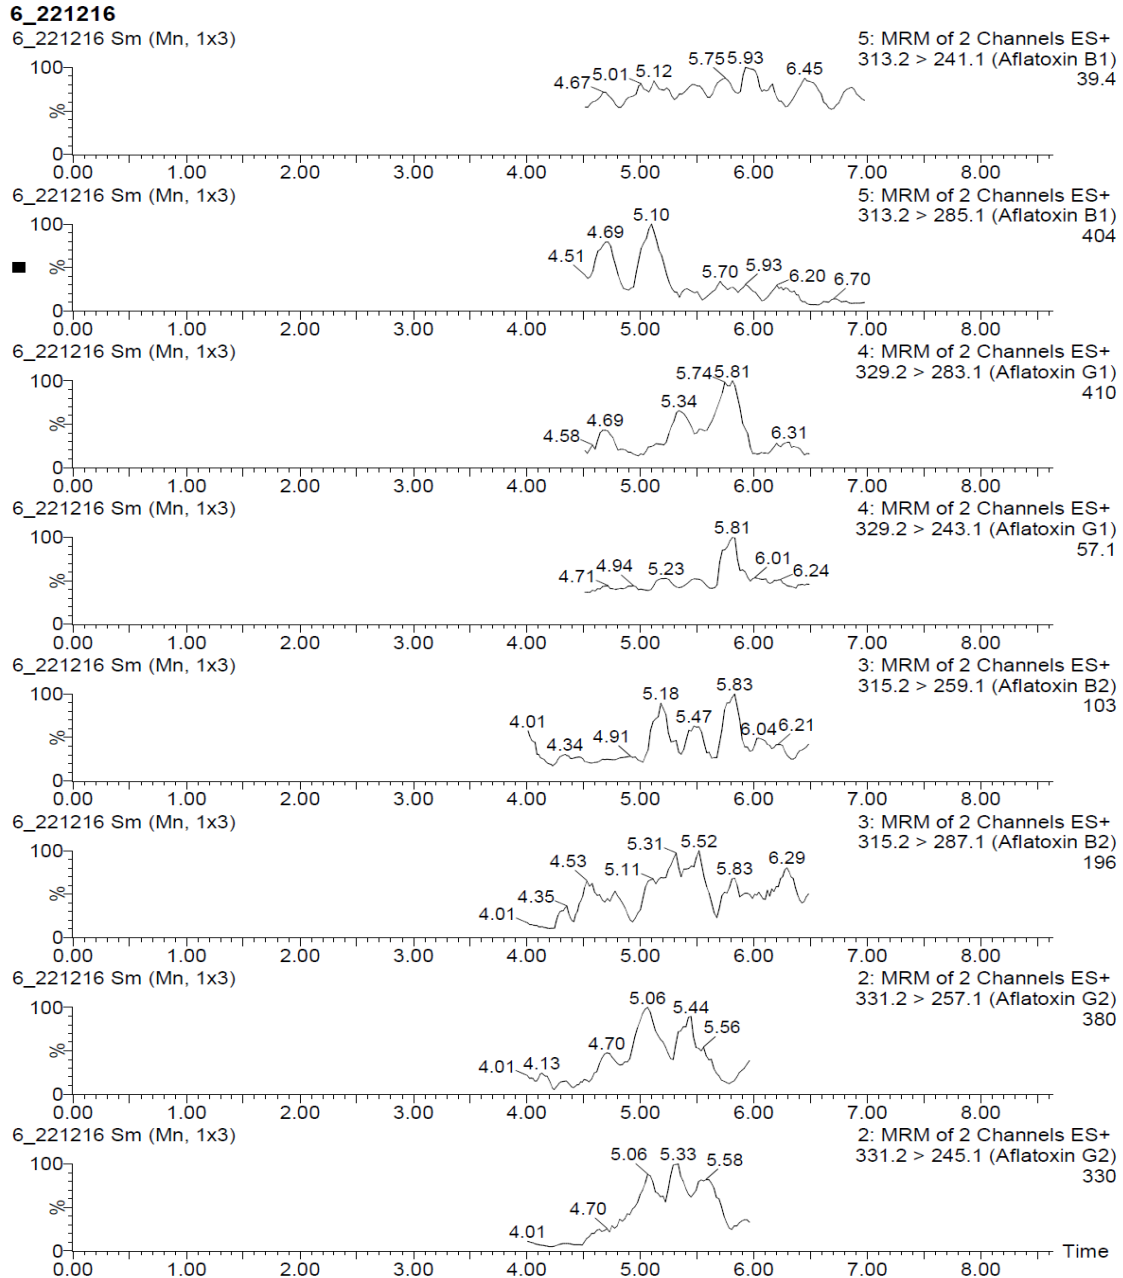 6_221216
6_221216 Sm (Mn, 1x3)
5: MRM of 2 Channels ES+
313.2 > 241.1 (Aflatoxin B1)
39.4
100
%
0
4.67 5.01 5.12 5.75 5.93 6.45
0.00 1.00 2.00 3.00 4.00 5.00 6.00 7.00 8.00
6_221216 Sm (Mn, 1x3)
5: MRM of 2 Channels ES+
313.2 > 285.1 (Aflatoxin B1)
404
100
%
0
4.51 4.69 5.10 5.70 5.93 6.20 6.70
0.00 1.00 2.00 3.00 4.00 5.00 6.00 7.00 8.00
6_221216 Sm (Mn, 1x3)
4: MRM of 2 Channels ES+
329.2 > 283.1 (Aflatoxin G1)
410
100
%
0
4.58 4.69 5.34 5.74 5.81 6.31
0.00 1.00 2.00 3.00 4.00 5.00 6.00 7.00 8.00
6_221216 Sm (Mn, 1x3)
4: MRM of 2 Channels ES+
329.2 > 243.1 (Aflatoxin G1)
57.1
100
%
0
4.71 4.94 5.23 5.81 6.01 6.24
0.00 1.00 2.00 3.00 4.00 5.00 6.00 7.00 8.00
6_221216 Sm (Mn, 1x3)
3: MRM of 2 Channels ES+
315.2 > 259.1 (Aflatoxin B2)
103
100
%
0
4.01 4.34 4.91 5.18 5.47 5.83 6.04 6.21
0.00 1.00 2.00 3.00 4.00 5.00 6.00 7.00 8.00
6_221216 Sm (Mn, 1x3)
3: MRM of 2 Channels ES+
315.2 > 287.1 (Aflatoxin B2)
196
100
%
0
4.01 4.35 4.53 5.11 5.31 5.52 5.83 6.29
0.00 1.00 2.00 3.00 4.00 5.00 6.00 7.00 8.00
6_221216 Sm (Mn, 1x3)
2: MRM of 2 Channels ES+
331.2 > 257.1 (Aflatoxin G2)
380
100
%
0
4.01 4.13 4.70 5.06 5.44 5.56
0.00 1.00 2.00 3.00 4.00 5.00 6.00 7.00 8.00
6_221216 Sm (Mn, 1x3)
2: MRM of 2 Channels ES+
331.2 > 245.1 (Aflatoxin G2)
330
100
%
0
4.01 4.70 5.06 5.33 5.58
Time
0.00 1.00 2.00 3.00 4.00 5.00 6.00 7.00 8.00